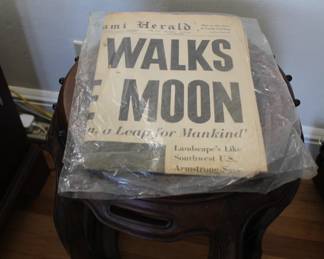 ami Herald
WALKS
E MOON
a Leap for Mankind'
Landscape's Like
Southwest U.S.
Armstrong Says